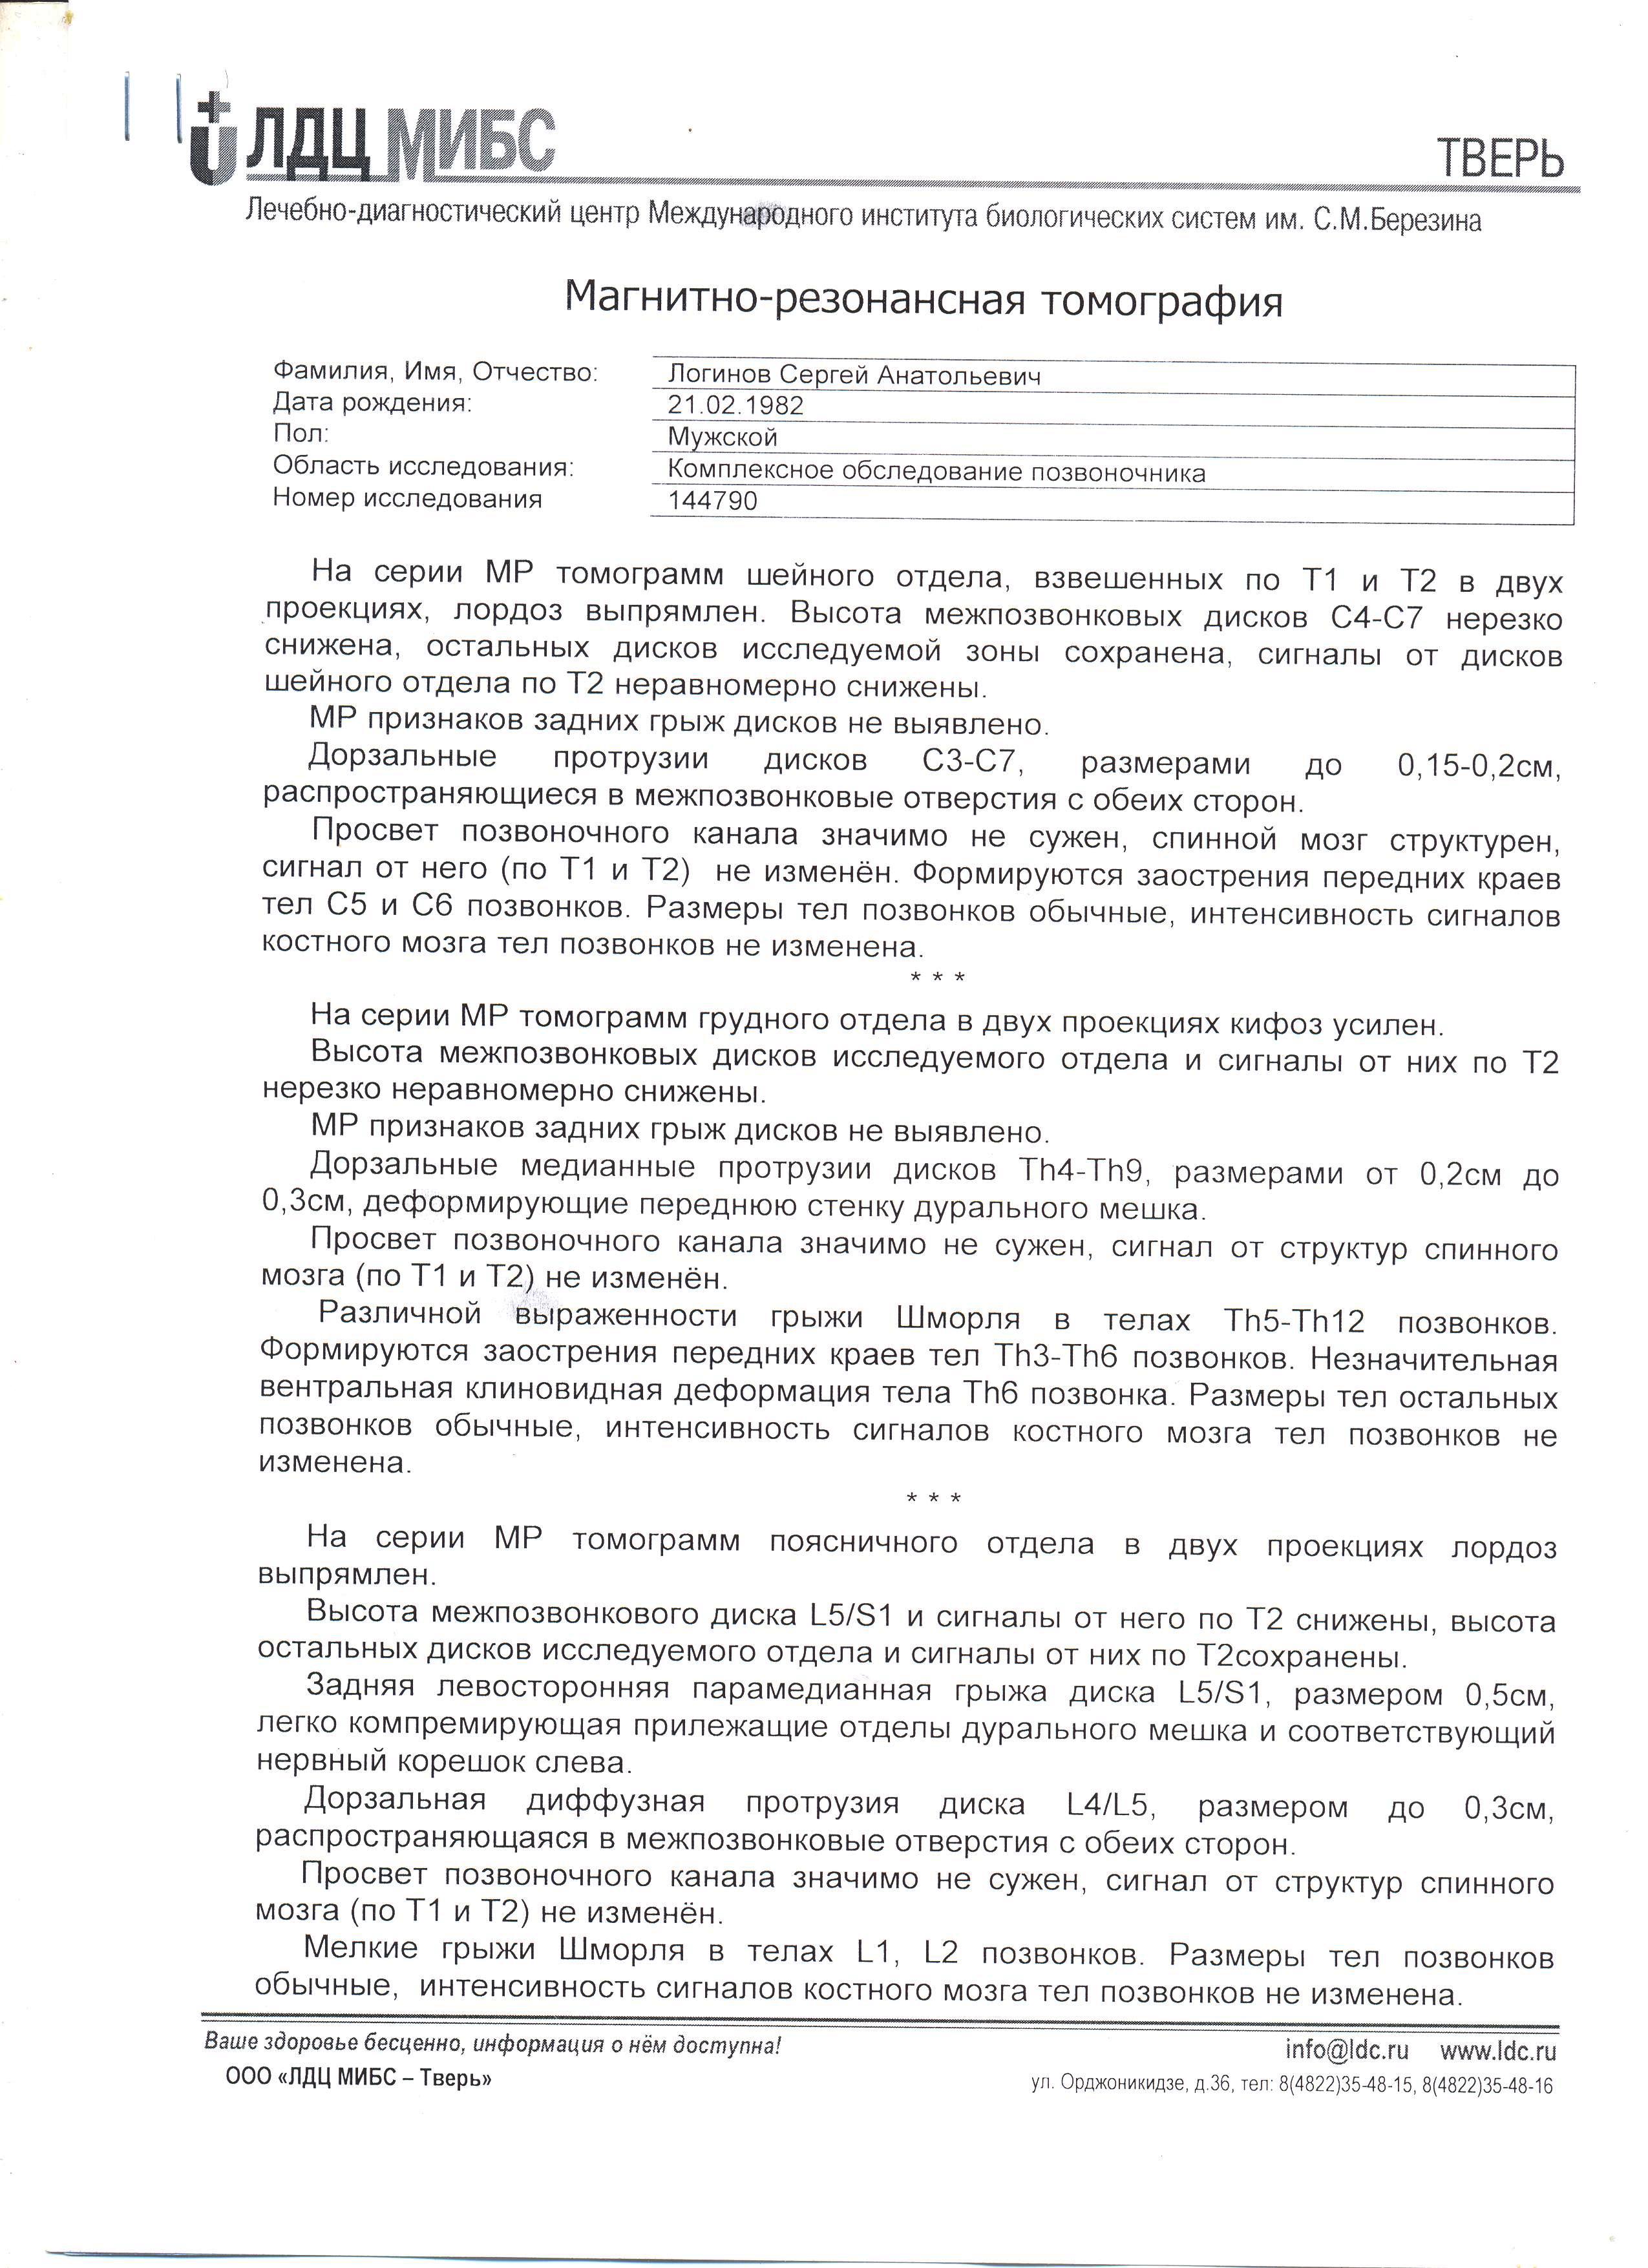 ЛДЦ МИБС
ТВЕРЬ
Лечебно-диагностический центр Международного института биологических систем им. С.М.Березина
Магнитно-резонансная томография
Фамилия, Имя, Отчество: Логинов Сергей Анатольевич
Дата рождения: 21.02.1982
Пол: Мужской
Область исследования: Комплексное обследование позвоночника
Номер исследования 144790
На серии МР томограмм шейного отдела, взвешенных по Т1 и Т2 в двух
проекциях, лордоз выпрямлен. Высота межпозвонковых дисков С4-С7 нерезко
снижена, остальных дисков исследуемой зоны сохранена, сигналы от дисков
шейного отдела по Т2 неравномерно снижены.
МР признаков задних грыж дисков не выявлено.
Дорзальные протрузии дисков С3-С7, размерами до 0,15-0,2см,
распространяющиеся в межпозвонковые отверстия с обеих сторон.
Просвет позвоночного канала значимо не сужен, спинной мозг структурен,
сигнал от него (по Т1 и Т2) не изменён. Формируются заострения передних краев
тел С5 и С6 позвонков. Размеры тел позвонков обычные, интенсивность сигналов
костного мозга тел позвонков не изменена.
* * *
На серии МР томограмм грудного отдела в двух проекциях кифоз усилен.
Высота межпозвонковых дисков исследуемого отдела и сигналы от них по Т2
нерезко неравномерно снижены.
МР признаков задних грыж дисков не выявлено.
Дорзальные медианные протрузии дисков Th4-Th9, размерами от 0,2см до
0,3см, деформирующие переднюю стенку дурального мешка.
Просвет позвоночного канала значимо не сужен, сигнал от структур спинного
мозга (по Т1 и Т2) не изменён.
Различной выраженности грыжи Шморля в телах Th5-Th12 позвонков.
Формируются заострения передних краев тел Th3-Th6 позвонков. Незначительная
вентральная клиновидная деформация тела Th6 позвонка. Размеры тел остальных
позвонков обычные, интенсивность сигналов костного мозга тел позвонков не
изменена.
* * *
На серии МР томограмм поясничного отдела в двух проекциях лордоз
выпрямлен.
Высота межпозвонкового диска L5/S1 и сигналы от него по Т2 снижены, высота
остальных дисков исследуемого отдела и сигналы от них по Т2сохранены.
Задняя левосторонняя парамедианная грыжа диска L5/S1, размером 0,5см,
легко компремирующая прилежащие отделы дурального мешка и соответствующий
нервный корешок слева.
Дорзальная диффузная протрузия диска L4/L5, размером до 0,3см,
распространяющаяся в межпозвонковые отверстия с обеих сторон.
Просвет позвоночного канала значимо не сужен, сигнал от структур спинного
мозга (по Т1 и Т2) не изменён.
Мелкие грыжи Шморля в телах L1, L2 позвонков. Размеры тел позвонков
обычные, интенсивность сигналов костного мозга тел позвонков не изменена.
Ваше здоровье бесценно, информация о нём доступна!
info@ldc.ru www.ldc.ru
ООО «ЛДЦ МИБС – Тверь»
ул. Орджоникидзе, д.36, тел: 8(4822)35-48-15, 8(4822)35-48-16